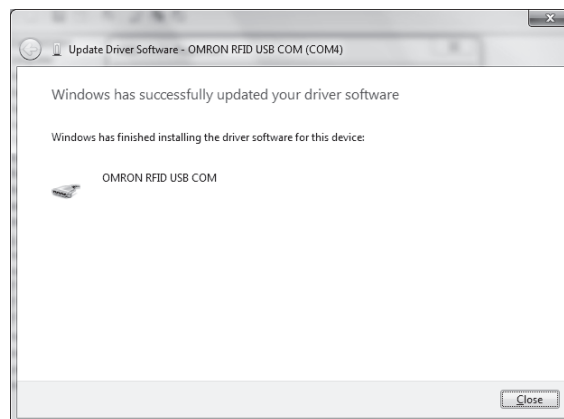 Update Driver Software - OMRON RFID USB COM (COM4)
Windows has successfully updated your driver software
Windows has finished installing the driver software for this device:
OMRON RFID USB COM
Close